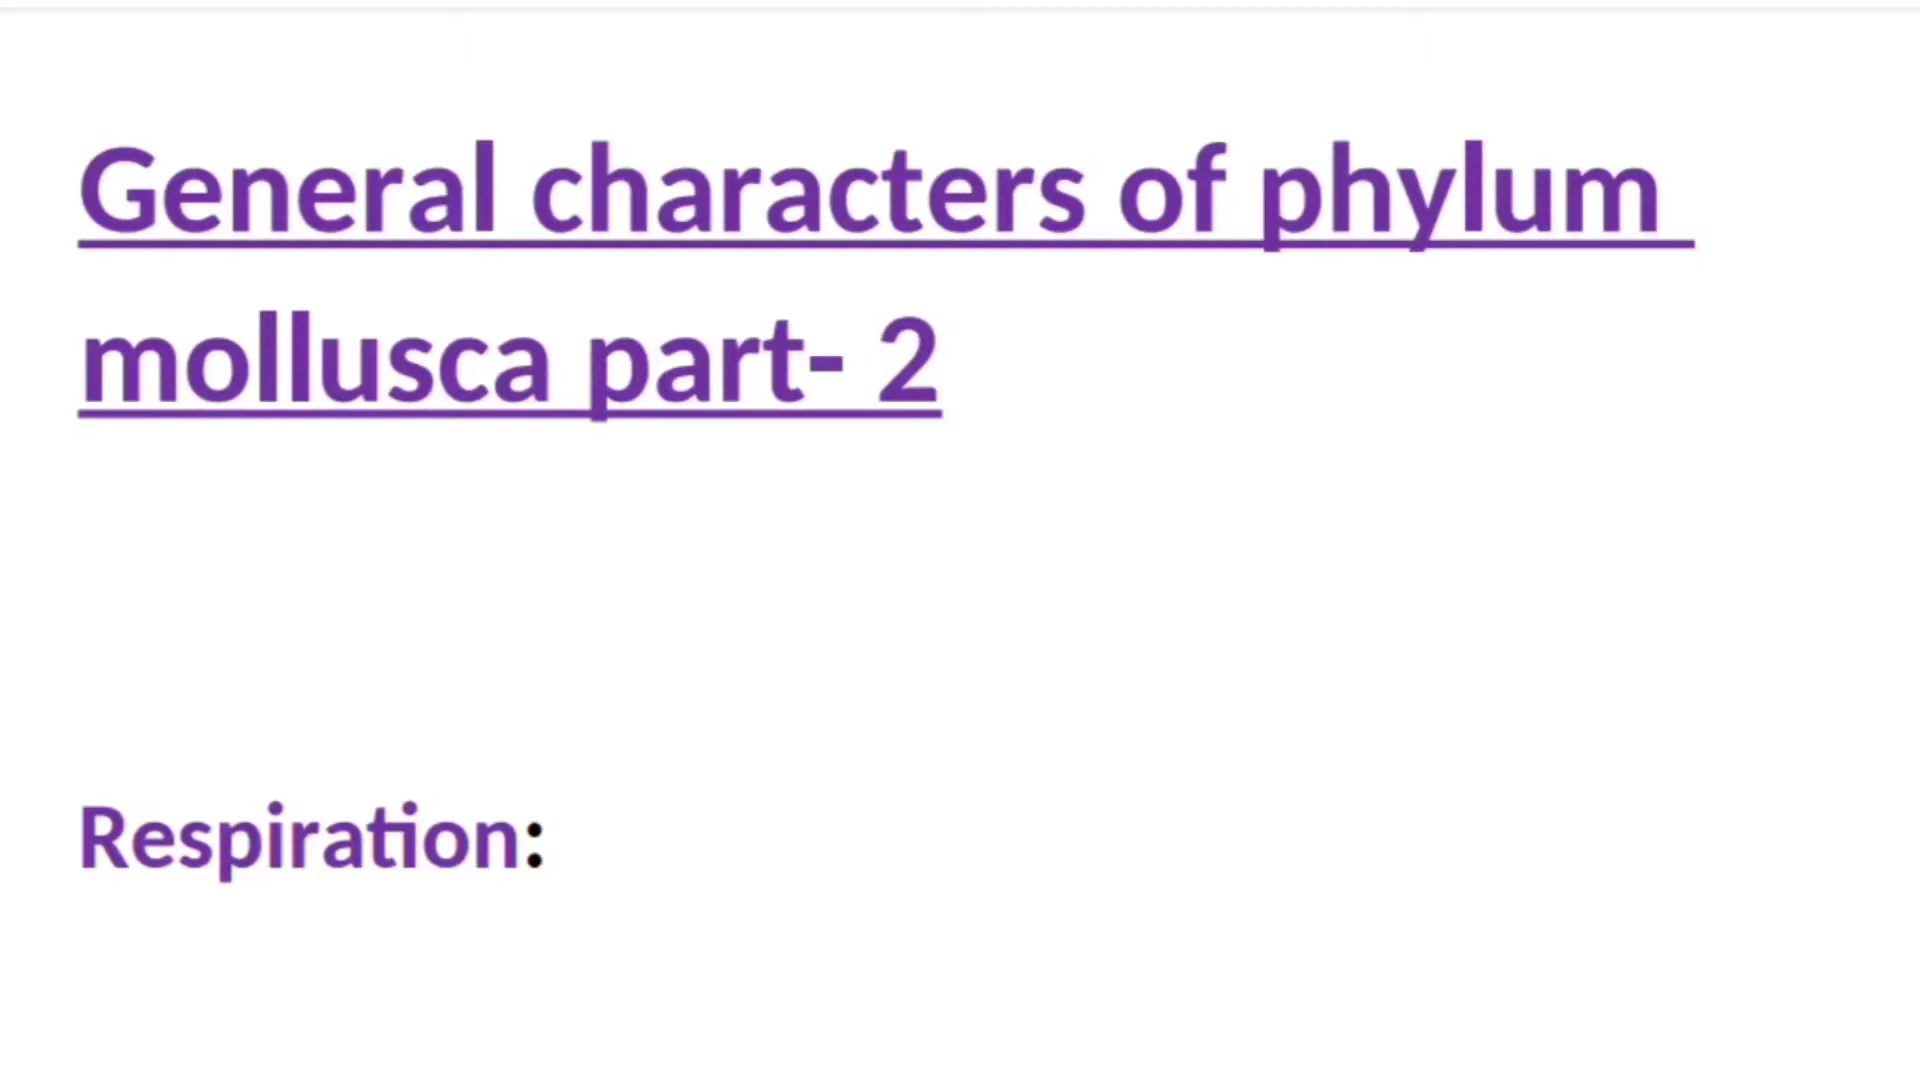 General characters of phylum
mollusca part- 2
Respiration: